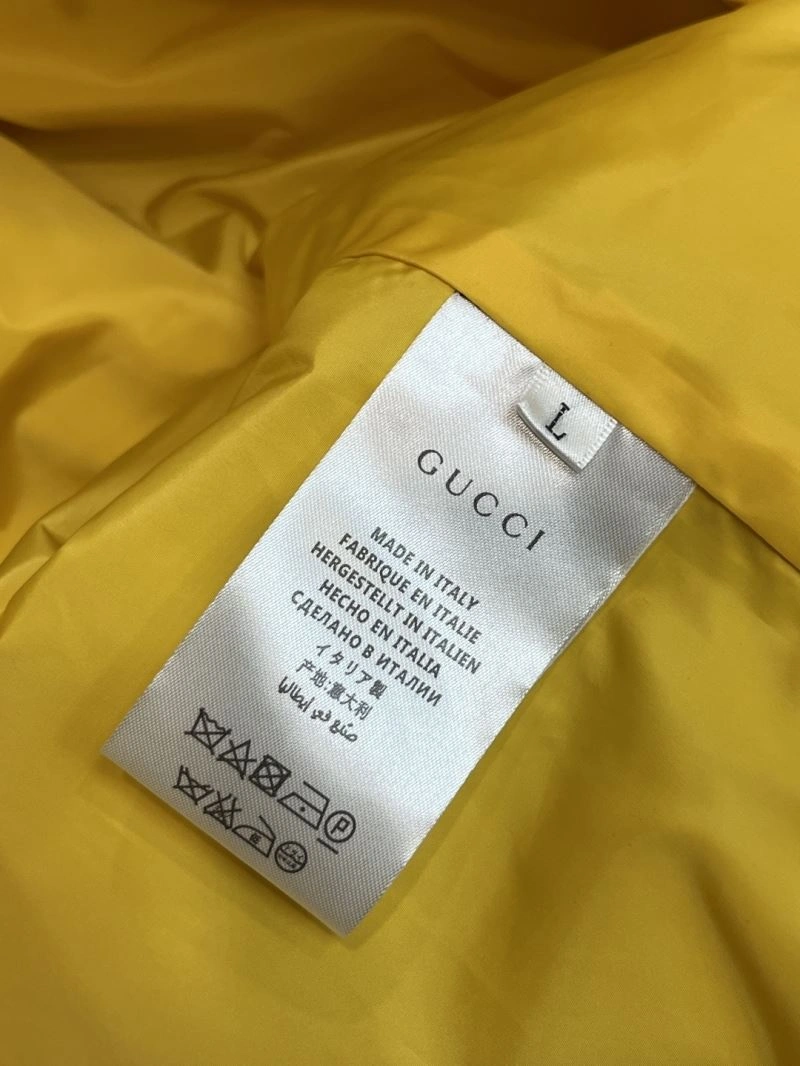 L
GUCCI
MADE IN ITALY
FABRIQUE EN ITALIE
HERGESTELLT IN ITALIEN
HECHO EN ITALIA
СДЕЛАНО В ИТАЛИИ
イタリア製
产地:意大利
صنع في إيطاليا
P